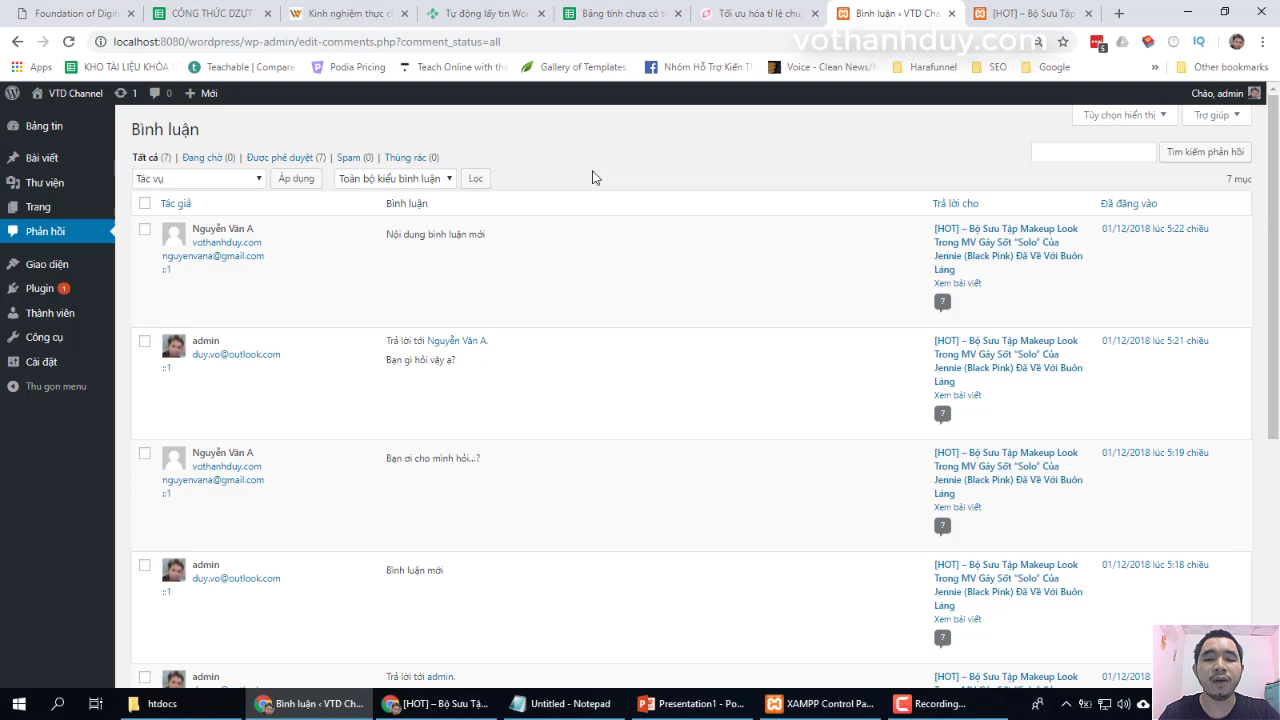 Foundation of Digita
CÔNG THỨC DỰT
Kinh nghiệm thực c
Tự động lấy tin Wor
Bảng tính chưa có t
Tối ưu hóa tỉ lệ chuy
Bình luận ‹ VTD Cha
[HOT] – Bộ Sưu Tập
localhost:8080/wordpress/wp-admin/edit-comments.php?comment_status=all
vothanhduy.com
5
IQ
Apps
KHO TÀI LIỆU KHÓA
Teachable | Compare
Podia Pricing
Teach Online with the
Gallery of Templates
Nhóm Hỗ Trợ Kiến T
Voice - Clean News/
Harafunnel
SEO
Google
»
Other bookmarks
VTD Channel
1
0
Mới
Chào, admin
Bảng tin
Bài viết
Thư viện
Trang
Phản hồi
Giao diện
Plugin 1
Thành viên
Công cụ
Cài đặt
Thu gọn menu
Tùy chọn hiển thị
Trợ giúp
Bình luận
Tất cả (7) | Đang chờ (0) | Được phê duyệt (7) | Spam (0) | Thùng rác (0)
Tìm kiếm phản hồi
Tác vụ
Áp dụng
Toàn bộ kiểu bình luận
Lọc
7 mục
Tác giả
Bình luận
Trả lời cho
Đã đăng vào
Nguyễn Văn A
vothanhduy.com
nguyenvana@gmail.com
::1
Nội dung bình luận mới
[HOT] – Bộ Sưu Tập Makeup Look
Trong MV Gây Sốt “Solo” Của
Jennie (Black Pink) Đã Về Với Buôn
Làng
Xem bài viết
7
01/12/2018 lúc 5:22 chiều
admin
duy.vo@outlook.com
::1
Trả lời tới Nguyễn Văn A.
Bạn gì hỏi vậy ạ?
[HOT] – Bộ Sưu Tập Makeup Look
Trong MV Gây Sốt “Solo” Của
Jennie (Black Pink) Đã Về Với Buôn
Làng
Xem bài viết
7
01/12/2018 lúc 5:21 chiều
Nguyễn Văn A
vothanhduy.com
nguyenvana@gmail.com
::1
Bạn ơi cho mình hỏi...?
[HOT] – Bộ Sưu Tập Makeup Look
Trong MV Gây Sốt “Solo” Của
Jennie (Black Pink) Đã Về Với Buôn
Làng
Xem bài viết
7
01/12/2018 lúc 5:19 chiều
admin
duy.vo@outlook.com
::1
Bình luận mới
[HOT] – Bộ Sưu Tập Makeup Look
Trong MV Gây Sốt “Solo” Của
Jennie (Black Pink) Đã Về Với Buôn
Làng
Xem bài viết
7
01/12/2018 lúc 5:18 chiều
admin
Trả lời tới admin.
[HOT] – Bộ Sưu Tập Makeup Look
01/12/2018
htdocs
Bình luận ‹ VTD Ch...
[HOT] – Bộ Sưu Tậ...
Untitled - Notepad
Presentation1 - Po...
XAMPP Control Pa...
Recording...